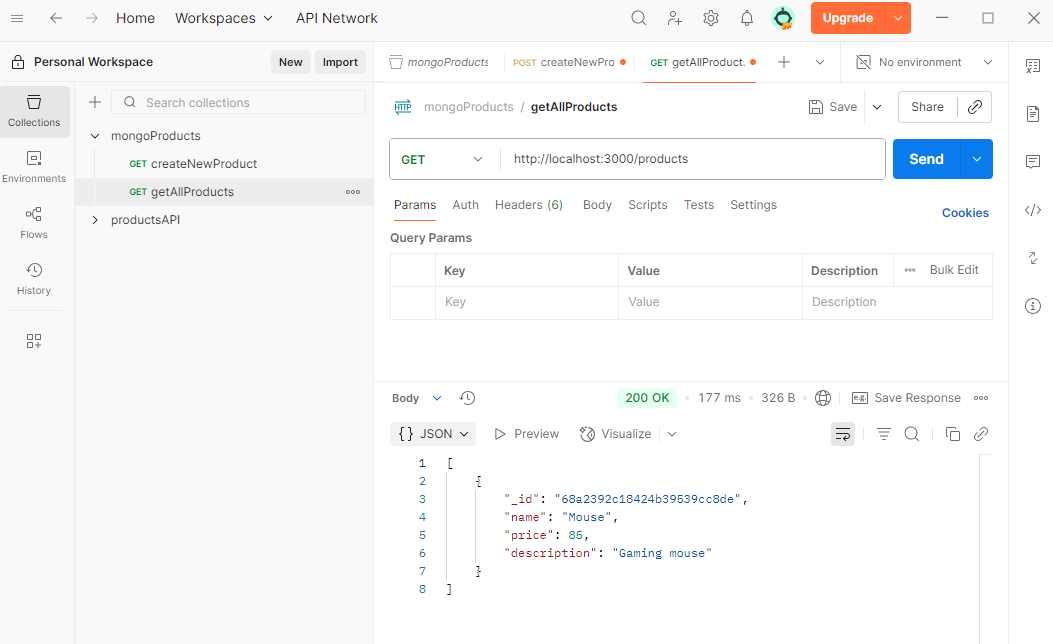 Home Workspaces API Network Upgrade
Personal Workspace New Import
mongoProducts POST createNewPro GET getAllProduct. No environment
Collections
Environments
Flows
History
Search collections
mongoProducts
GET createNewProduct
GET getAllProducts
productsAPI
HTTP mongoProducts / getAllProducts Save Share
GET http://localhost:3000/products Send
Params Auth Headers (6) Body Scripts Tests Settings
Cookies
Query Params
Key Value Description Bulk Edit
Key Value Description
Body 200 OK 177 ms 326 B e.g. Save Response
{} JSON Preview Visualize
1 [
2 {
3 "_id": "68a2392c18424b39539cc8de",
4 "name": "Mouse",
5 "price": 85,
6 "description": "Gaming mouse"
7 }
8 ]